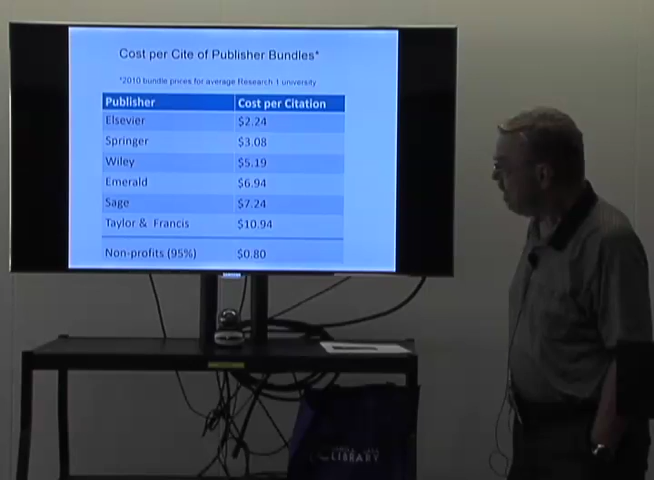 Cost per Cite of Publisher Bundles*
*2010 bundle prices for average Research 1 university
Publisher Cost per Citation
Elsevier $2.24
Springer $3.08
Wiley $5.19
Emerald $6.94
Sage $7.24
Taylor & Francis $10.94
Non-profits (95%) $0.80
LIBRARY